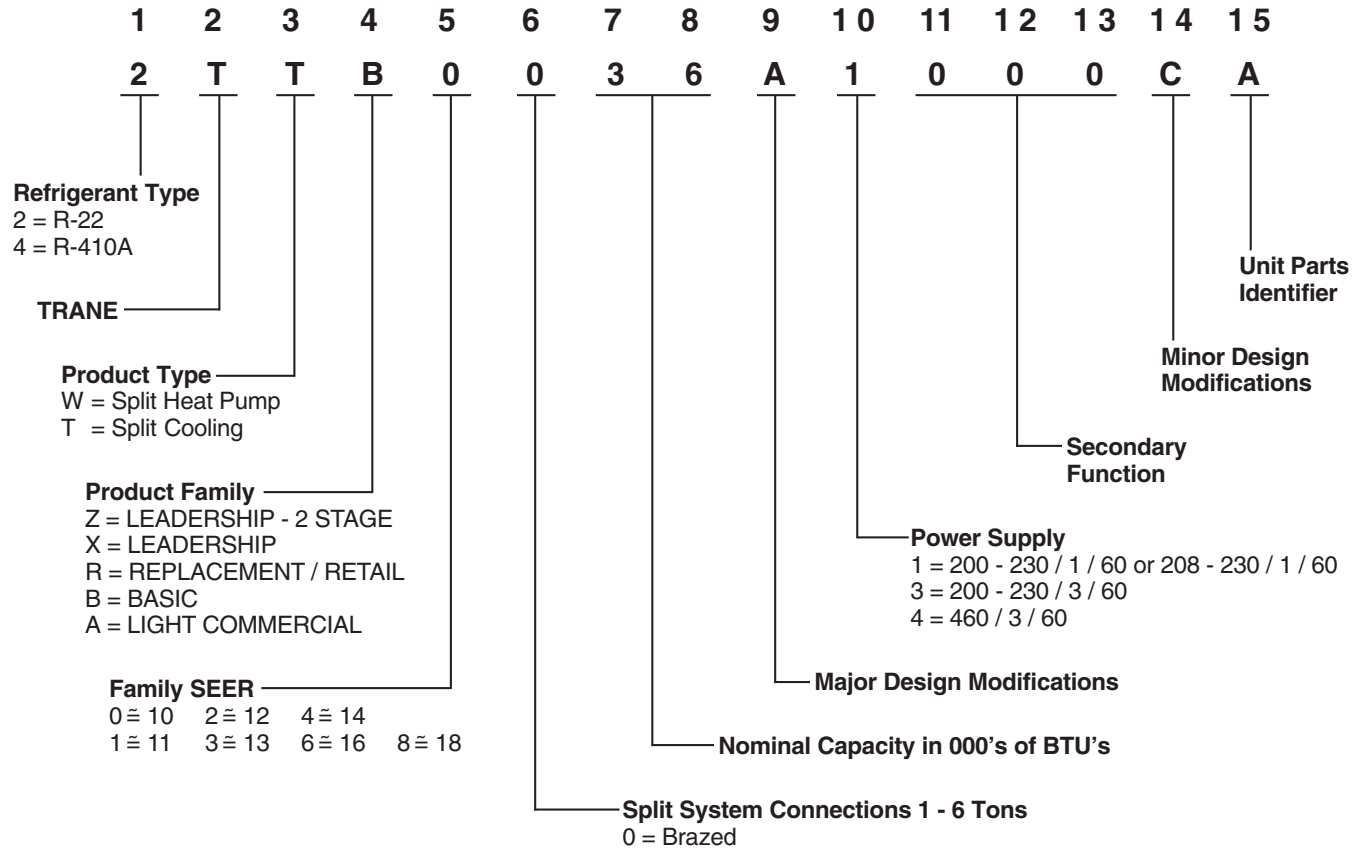 1 2 3 4 5 6 7 8 9 10 11 12 13 14 15
2 T T B 0 0 3 6 A 1 0 0 0 C A
Refrigerant Type
2 = R-22
4 = R-410A
TRANE
Product Type
W = Split Heat Pump
T = Split Cooling
Product Family
Z = LEADERSHIP - 2 STAGE
X = LEADERSHIP
R = REPLACEMENT / RETAIL
B = BASIC
A = LIGHT COMMERCIAL
Family SEER
0 ≅ 10 2 ≅ 12 4 ≅ 14
1 ≅ 11 3 ≅ 13 6 ≅ 16 8 ≅ 18
Split System Connections 1 - 6 Tons
0 = Brazed
Nominal Capacity in 000's of BTU's
Major Design Modifications
Power Supply
1 = 200 - 230 / 1 / 60 or 208 - 230 / 1 / 60
3 = 200 - 230 / 3 / 60
4 = 460 / 3 / 60
Secondary
Function
Minor Design
Modifications
Unit Parts
Identifier